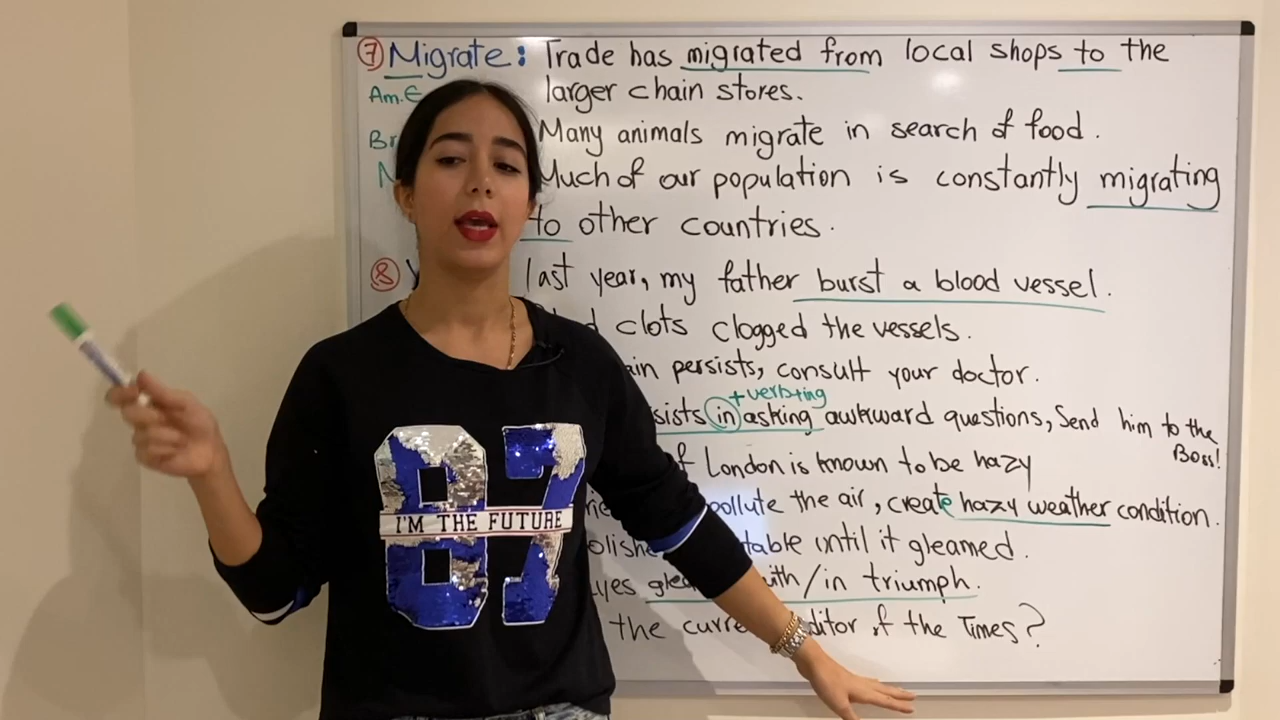 ⑦ Migrate: Trade has migrated from local shops to the
Am.E larger chain stores.
Br Many animals migrate in search of food.
Much of our population is constantly migrating
to other countries.
⑧ last year, my father burst a blood vessel.
clots clogged the vessels.
persists, consult your doctor.
+verb+ing
in asking awkward questions, Send him to the
Boss!
of London is known to be hazy
pollute the air, create hazy weather condition.
table until it gleamed.
with/in triumph.
the editor of the Times?
87
I'M THE FUTURE